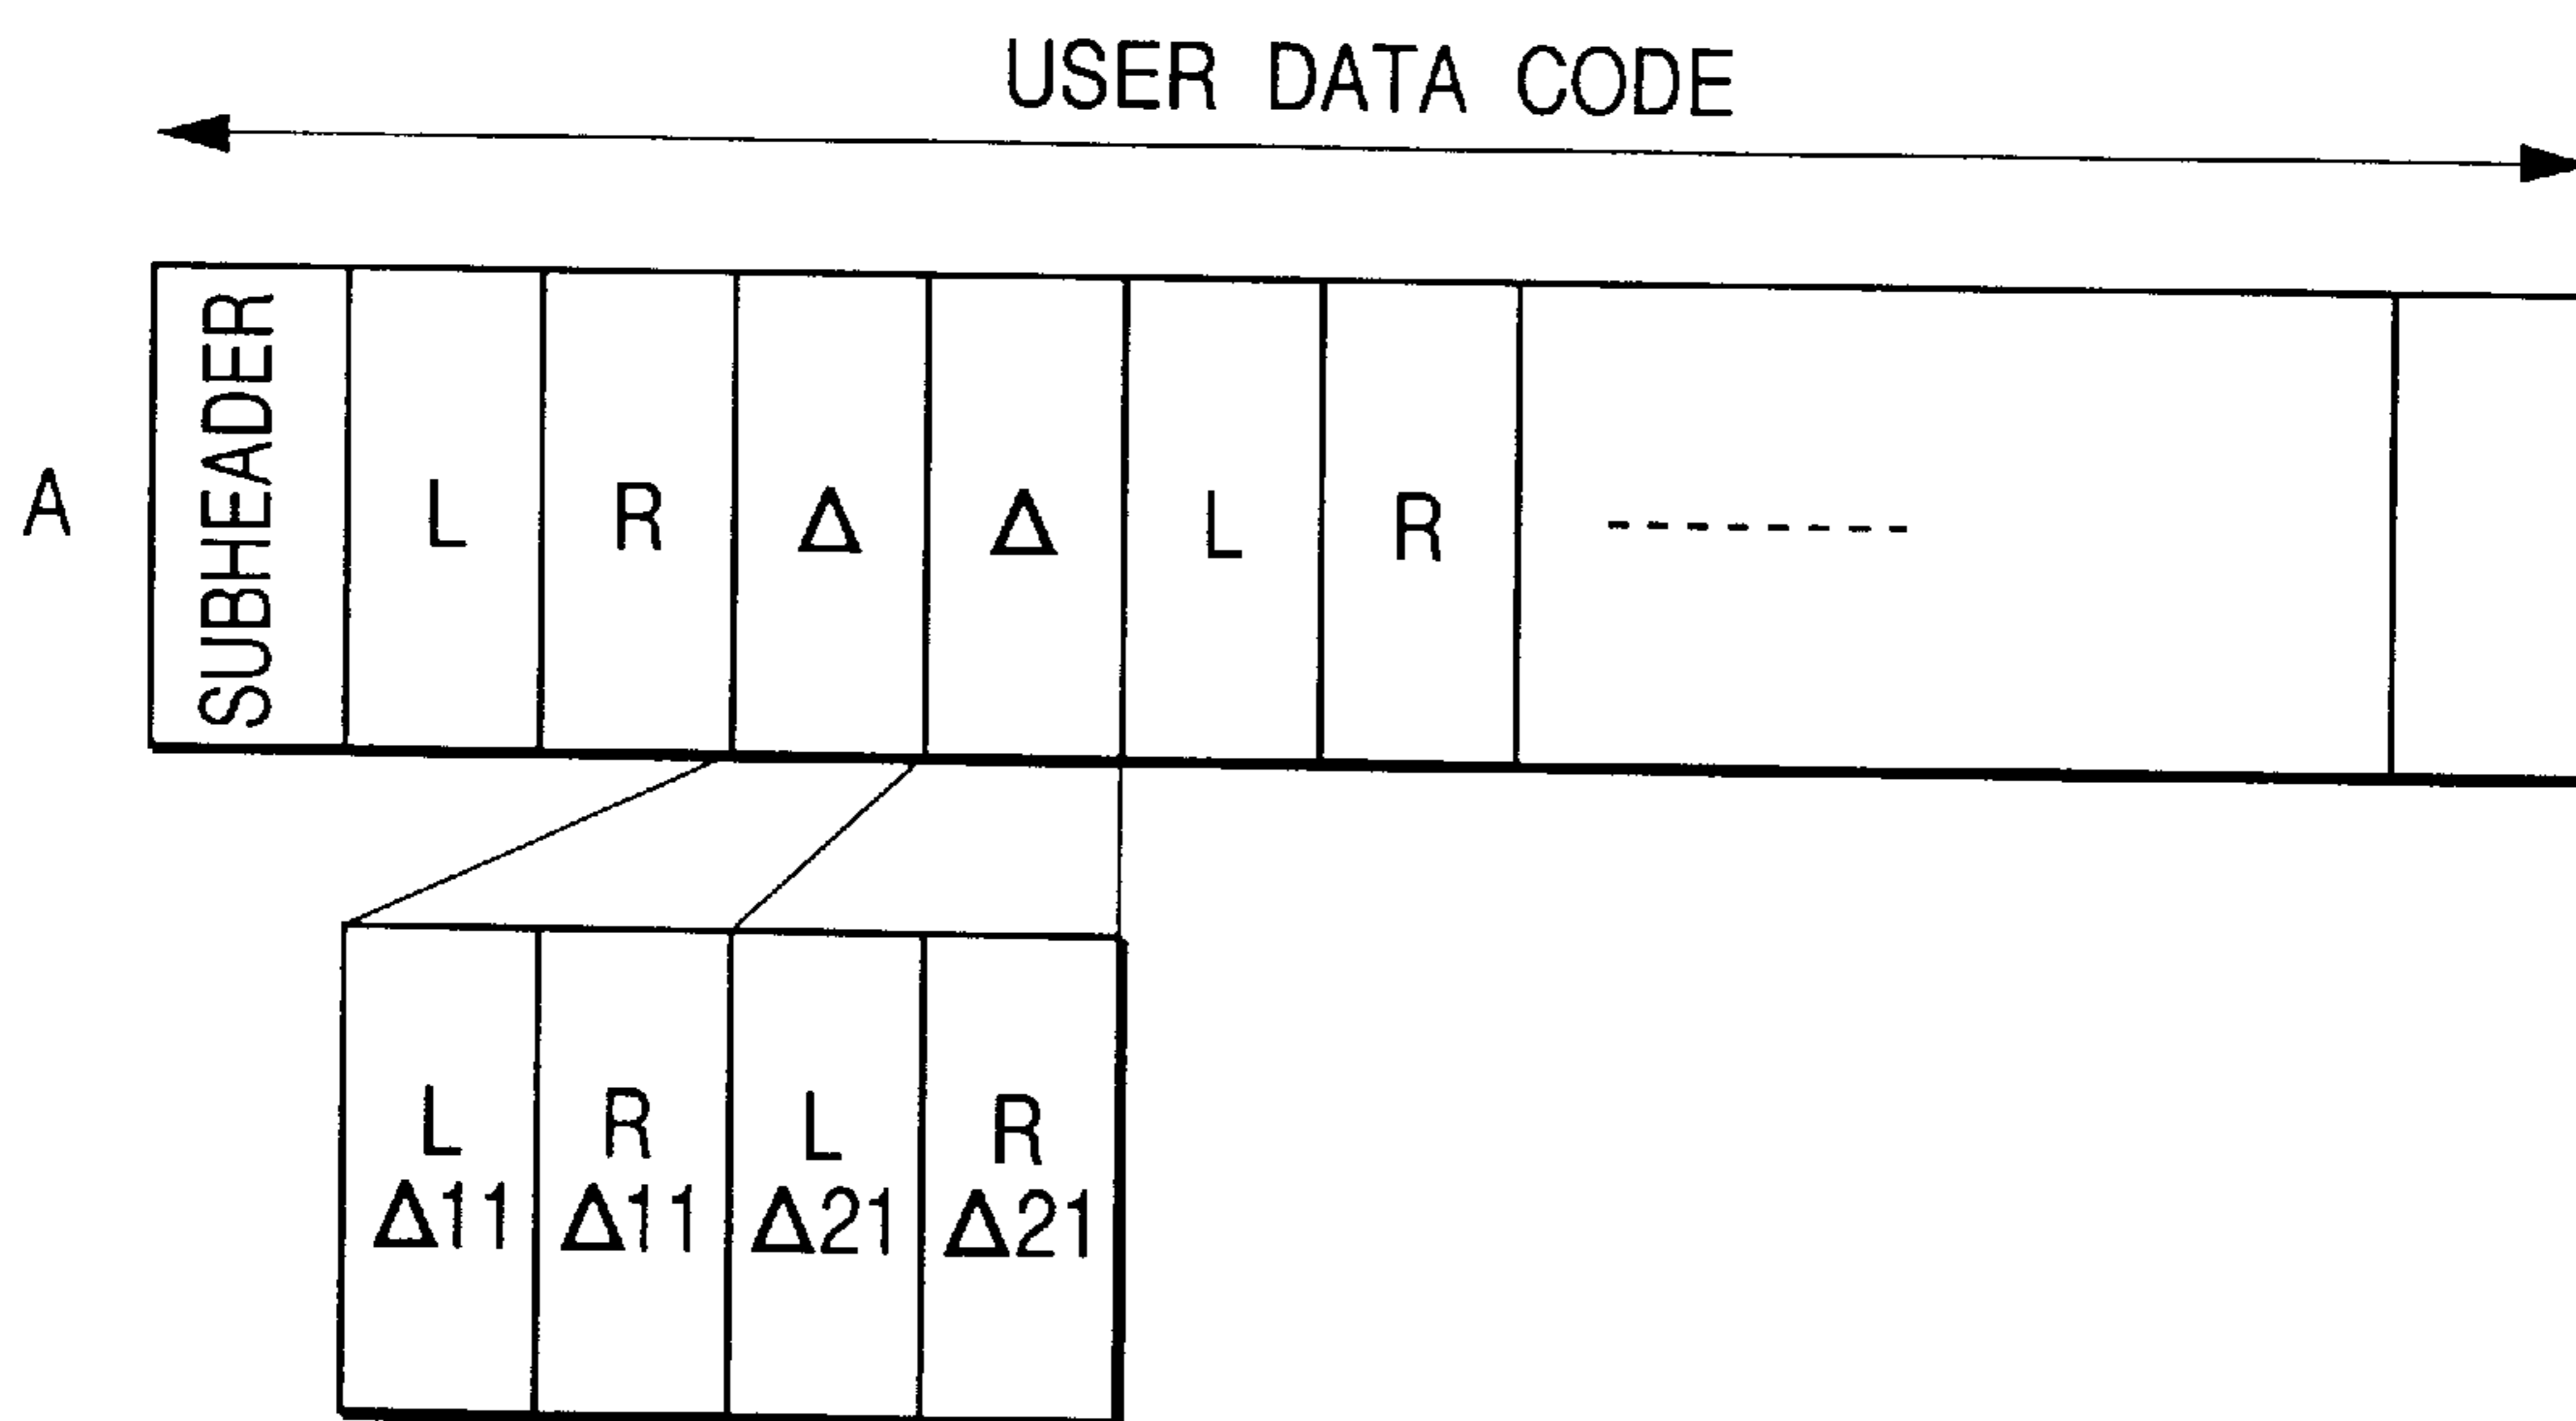 USER DATA CODE
A
SUBHEADER
L
R
Δ
Δ
L
R
L
Δ11
R
Δ11
L
Δ21
R
Δ21